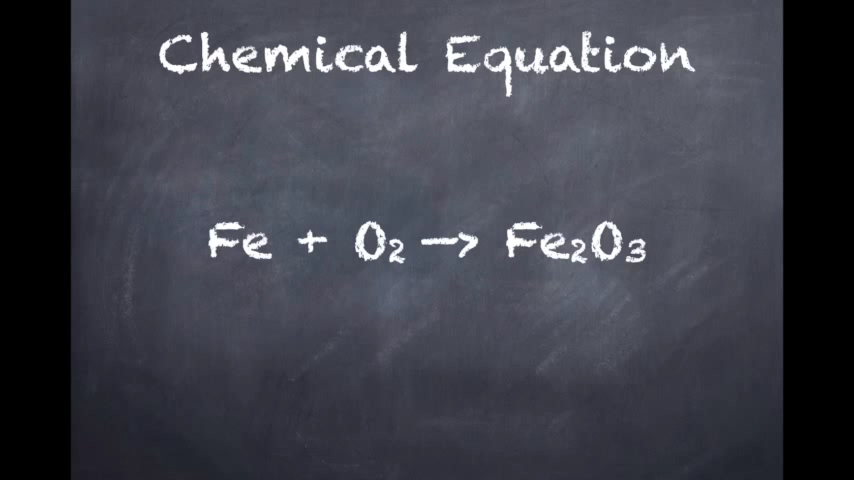 Chemical Equation
Fe + O₂ —> Fe₂O₃